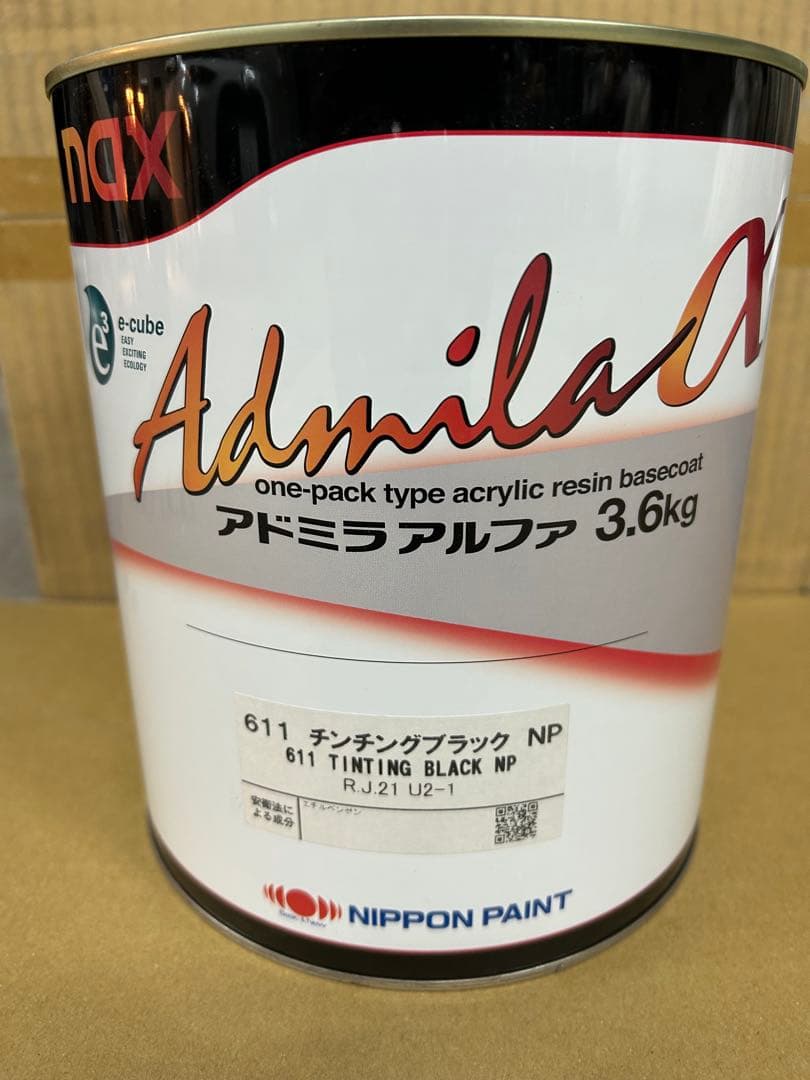 nax
e³
e-cube
EASY
EXCITING
ECOLOGY
Admila α
one-pack type acrylic resin basecoat
アドミラ アルファ 3.6kg
611 チンチングブラック NP
611 TINTING BLACK NP
R.J.21 U2-1
安衛法に
よる成分
エチルベンゼン
NIPPON PAINT